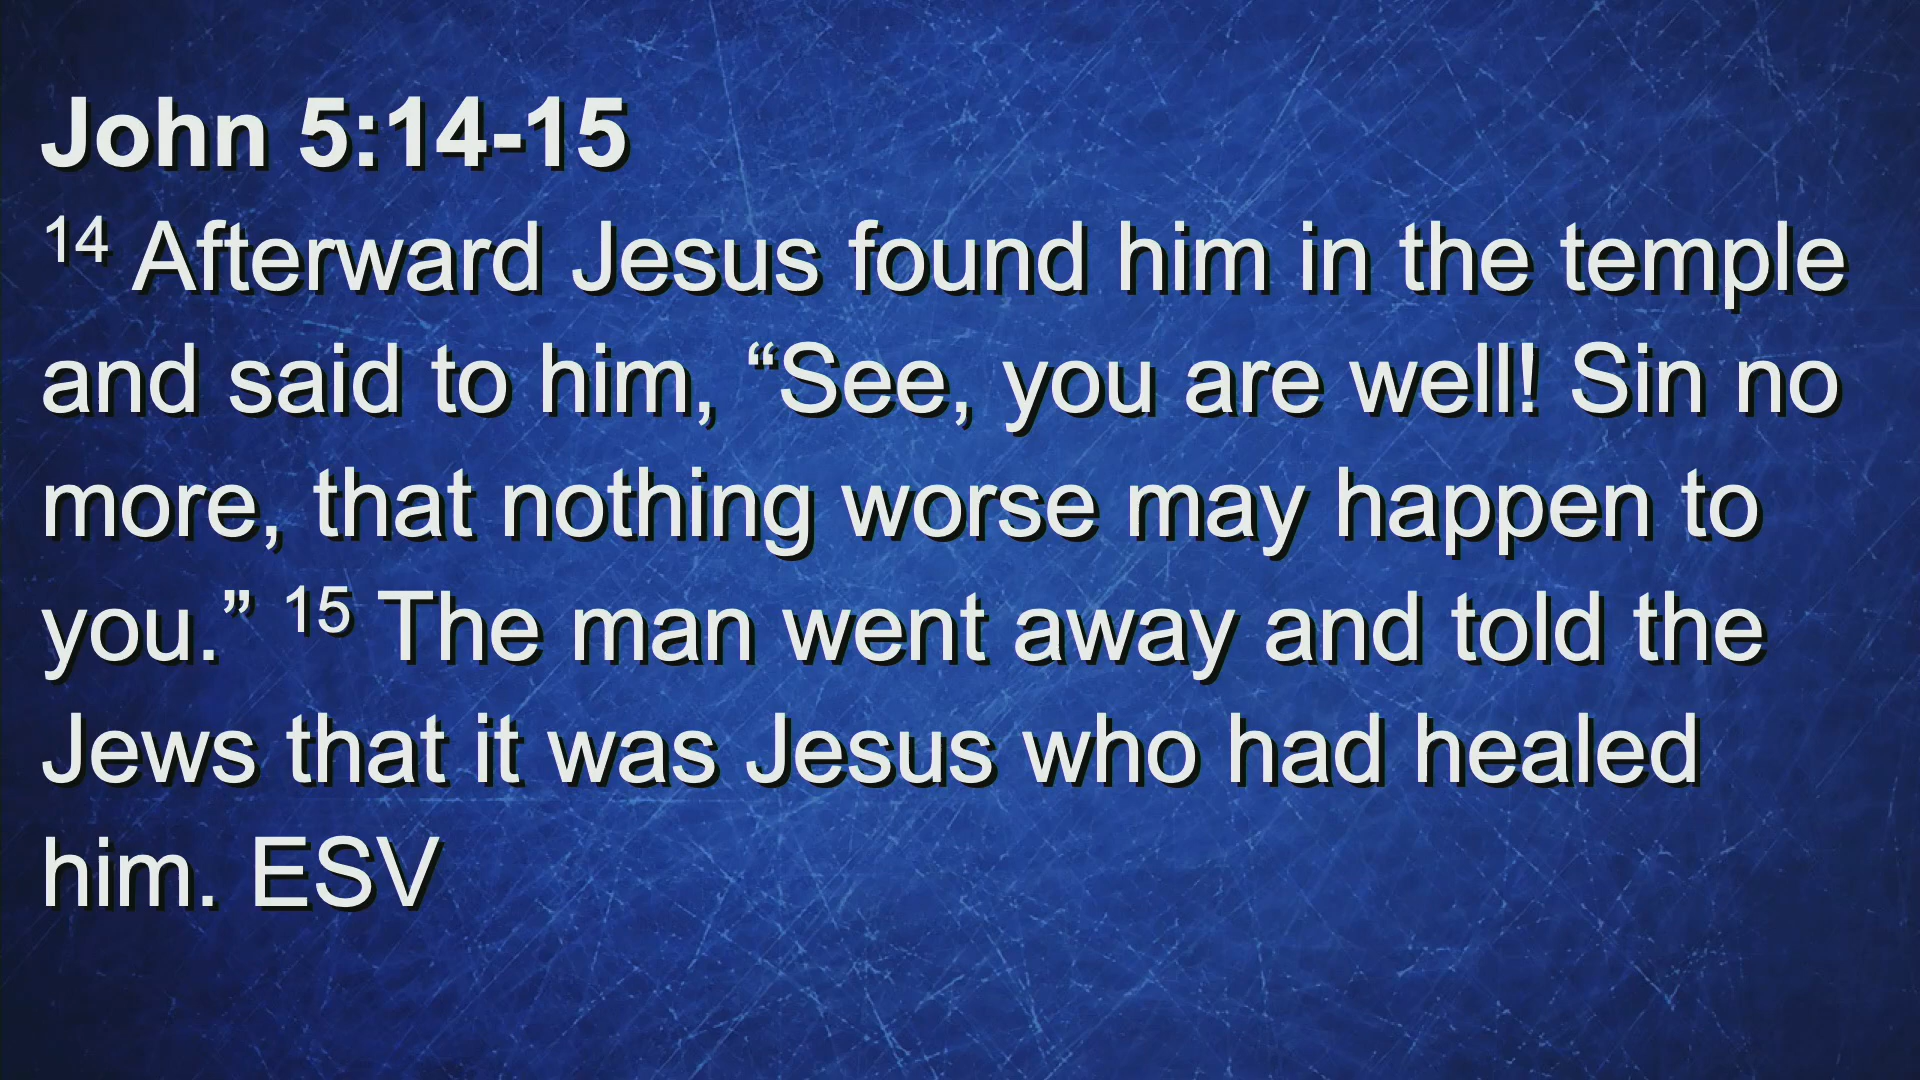 John 5:14-15
14 Afterward Jesus found him in the temple
and said to him, “See, you are well! Sin no
more, that nothing worse may happen to
you.” 15 The man went away and told the
Jews that it was Jesus who had healed
him. ESV